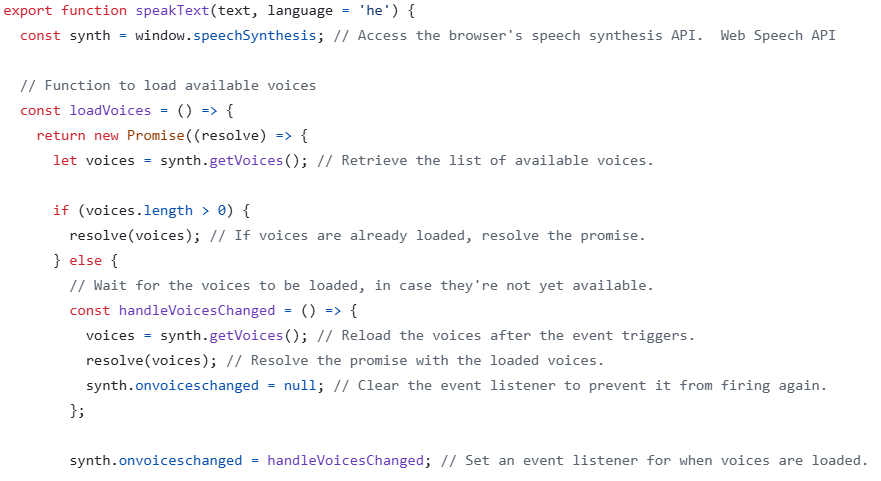 export function speakText(text, language = 'he') {
  const synth = window.speechSynthesis; // Access the browser's speech synthesis API.  Web Speech API

  // Function to load available voices
  const loadVoices = () => {
    return new Promise((resolve) => {
      let voices = synth.getVoices(); // Retrieve the list of available voices.

      if (voices.length > 0) {
        resolve(voices); // If voices are already loaded, resolve the promise.
      } else {
        // Wait for the voices to be loaded, in case they're not yet available.
        const handleVoicesChanged = () => {
          voices = synth.getVoices(); // Reload the voices after the event triggers.
          resolve(voices); // Resolve the promise with the loaded voices.
          synth.onvoiceschanged = null; // Clear the event listener to prevent it from firing again.
        };

        synth.onvoiceschanged = handleVoicesChanged; // Set an event listener for when voices are loaded.